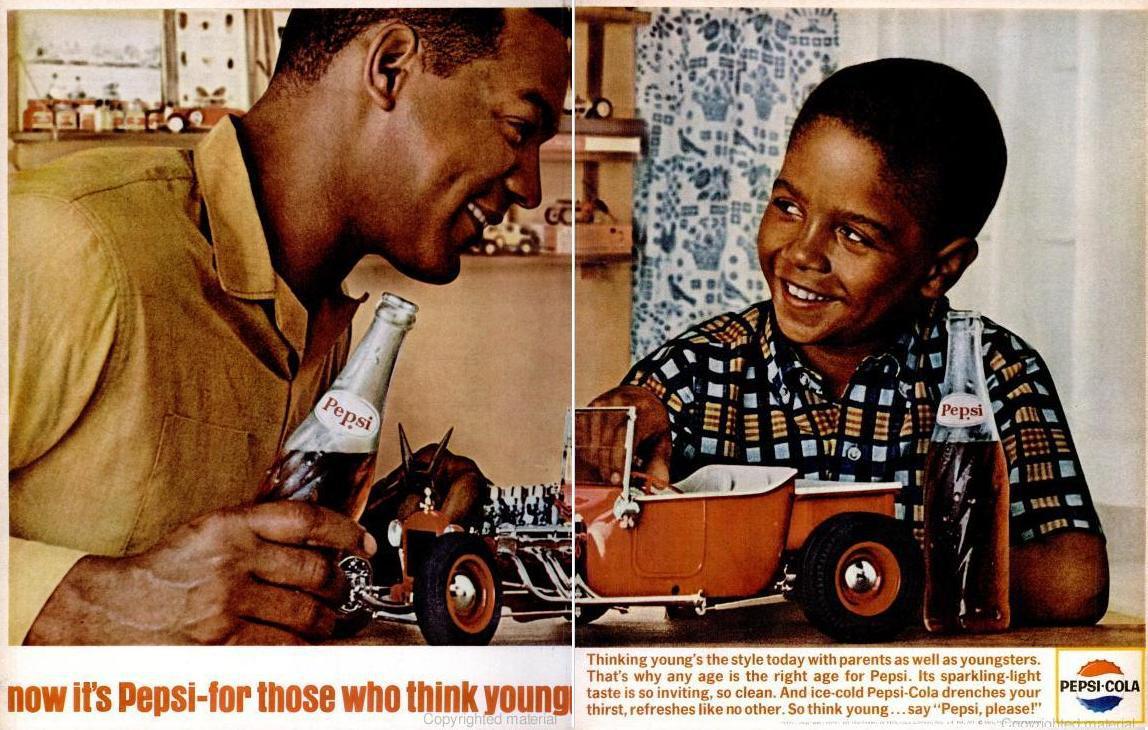 Pepsi
Pepsi
now it's Pepsi-for those who think young
Thinking young's the style today with parents as well as youngsters.
That's why any age is the right age for Pepsi. Its sparkling-light
taste is so inviting, so clean. And ice-cold Pepsi-Cola drenches your
thirst, refreshes like no other. So think young...say "Pepsi, please!"
PEPSI-COLA
Copyrighted material
Copyrighted material